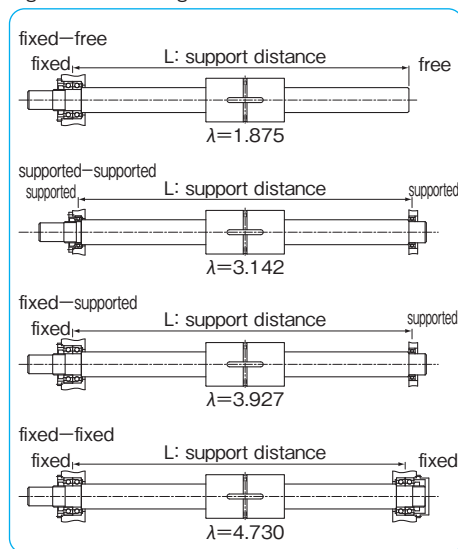 fixed−free
fixed L: support distance free
λ=1.875
supported−supported
supported L: support distance supported
λ=3.142
fixed−supported
fixed L: support distance supported
λ=3.927
fixed−fixed
fixed L: support distance fixed
λ=4.730